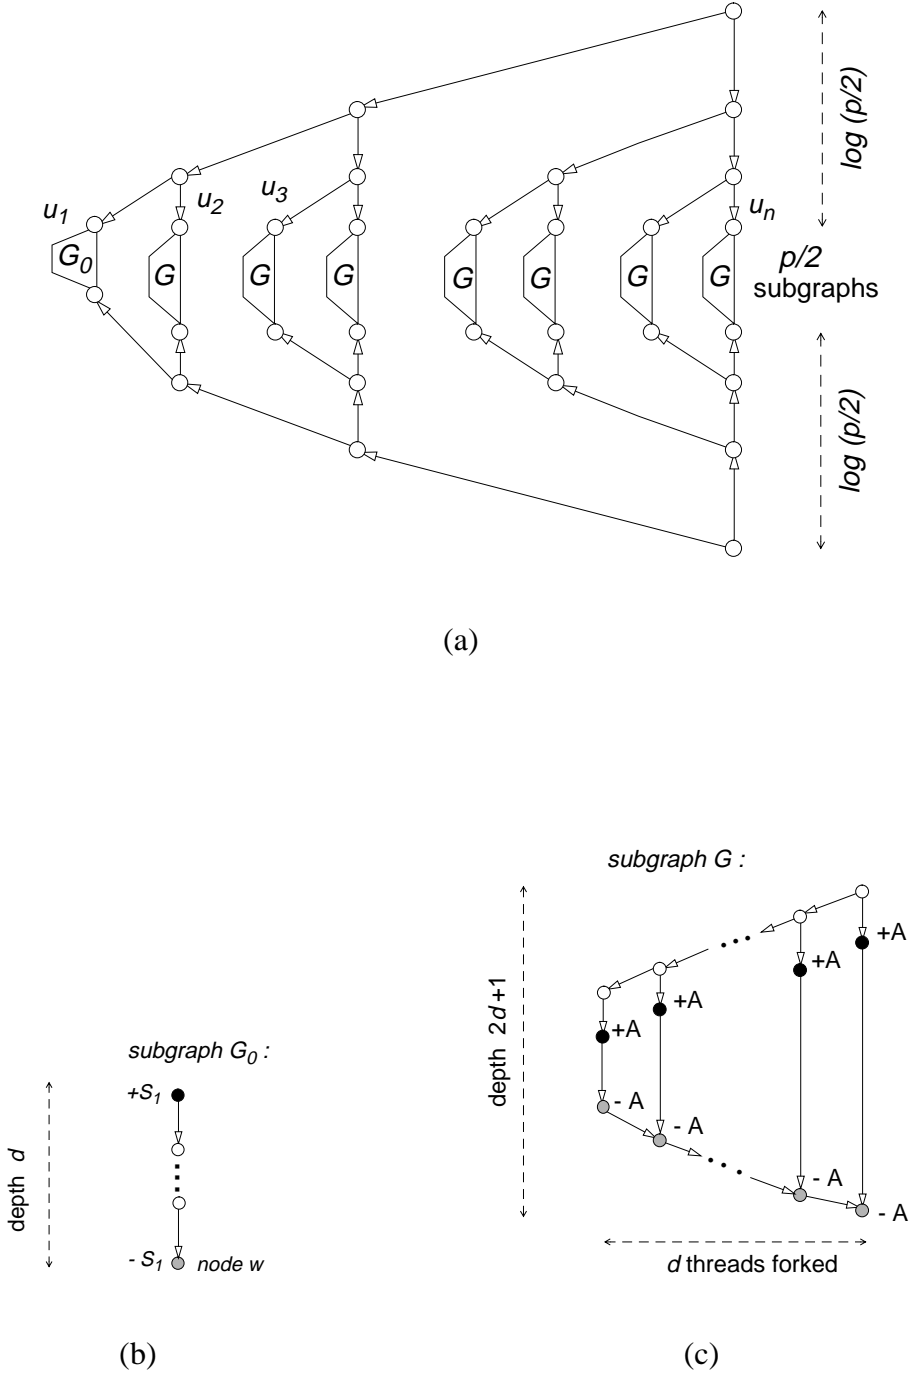 log (p/2)
u1
u2
u3
un
G0
G
G
G
G
G
G
G
p/2
subgraphs
log (p/2)
(a)
subgraph G :
+A
+A
+A
+A
depth 2d+1
- A
- A
- A
- A
d threads forked
subgraph G0 :
+S1
depth d
- S1
node w
(b)
(c)